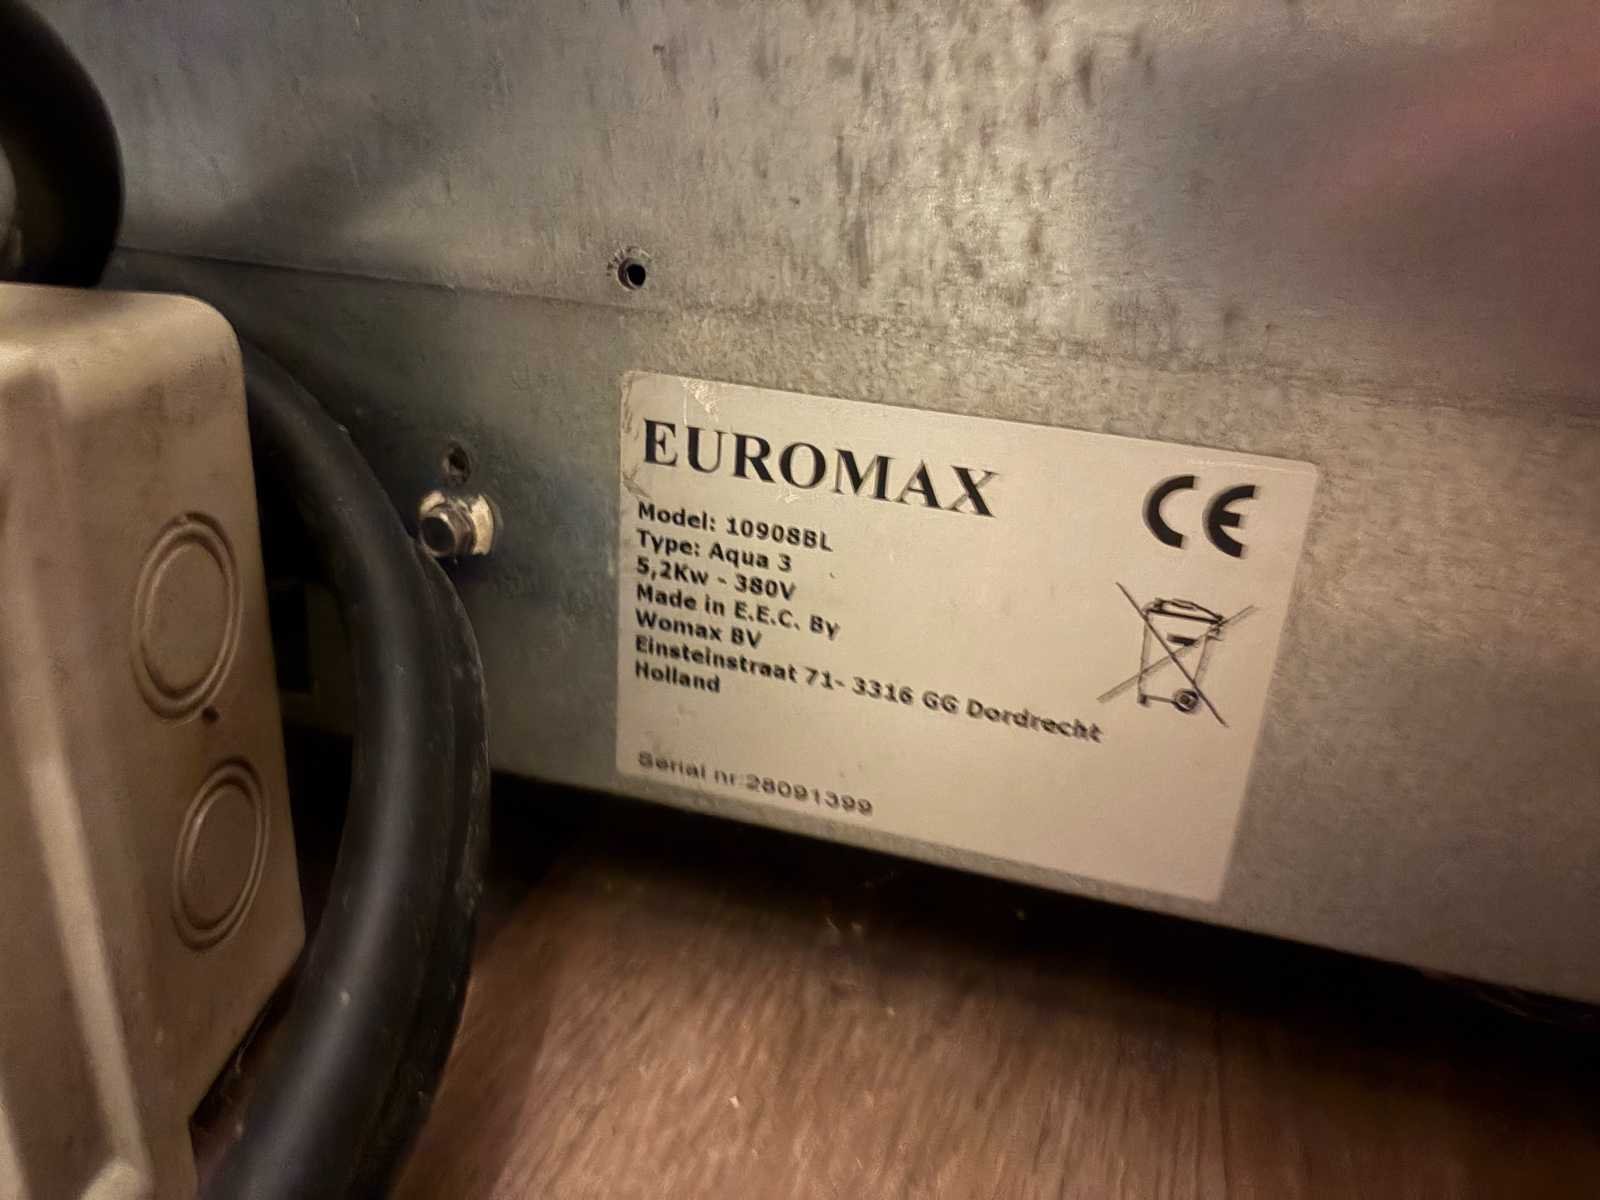 EUROMAX
CE
Model: 10908BL
Type: Aqua 3
5,2Kw - 380V
Made in E.E.C. By
Womax BV
Einsteinstraat 71- 3316 GG Dordrecht
Holland
Serial nr:28091399